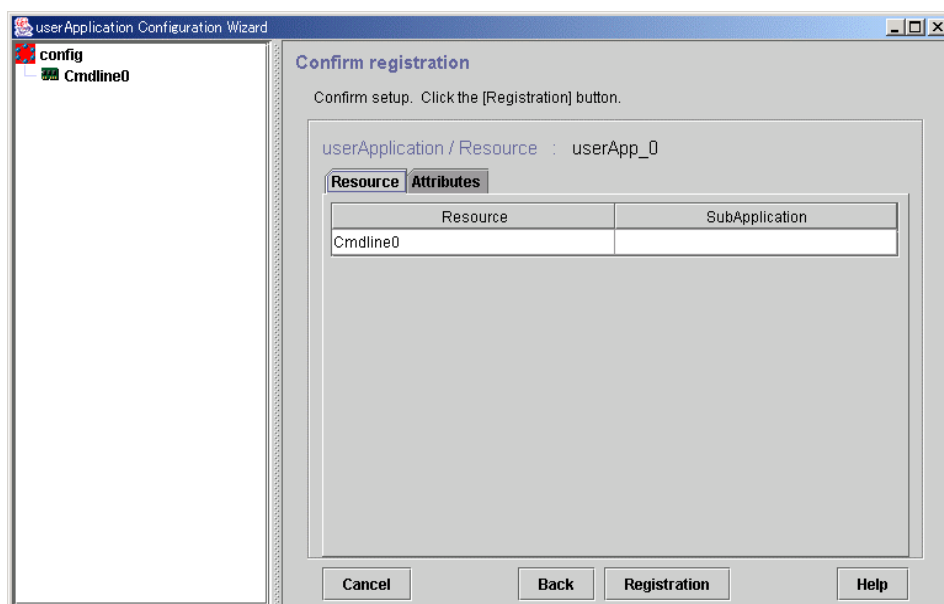 userApplication Configuration Wizard
config
Cmdline0
Confirm registration
Confirm setup. Click the [Registration] button.
userApplication / Resource : userApp_0
Resource Attributes
Resource SubApplication
Cmdline0
Cancel Back Registration Help